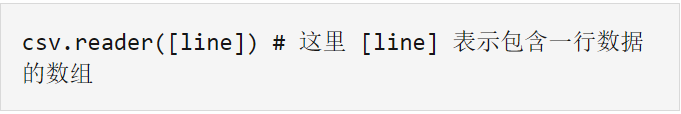 csv.reader([line]) # 这里 [line] 表示包含一行数据
的数组